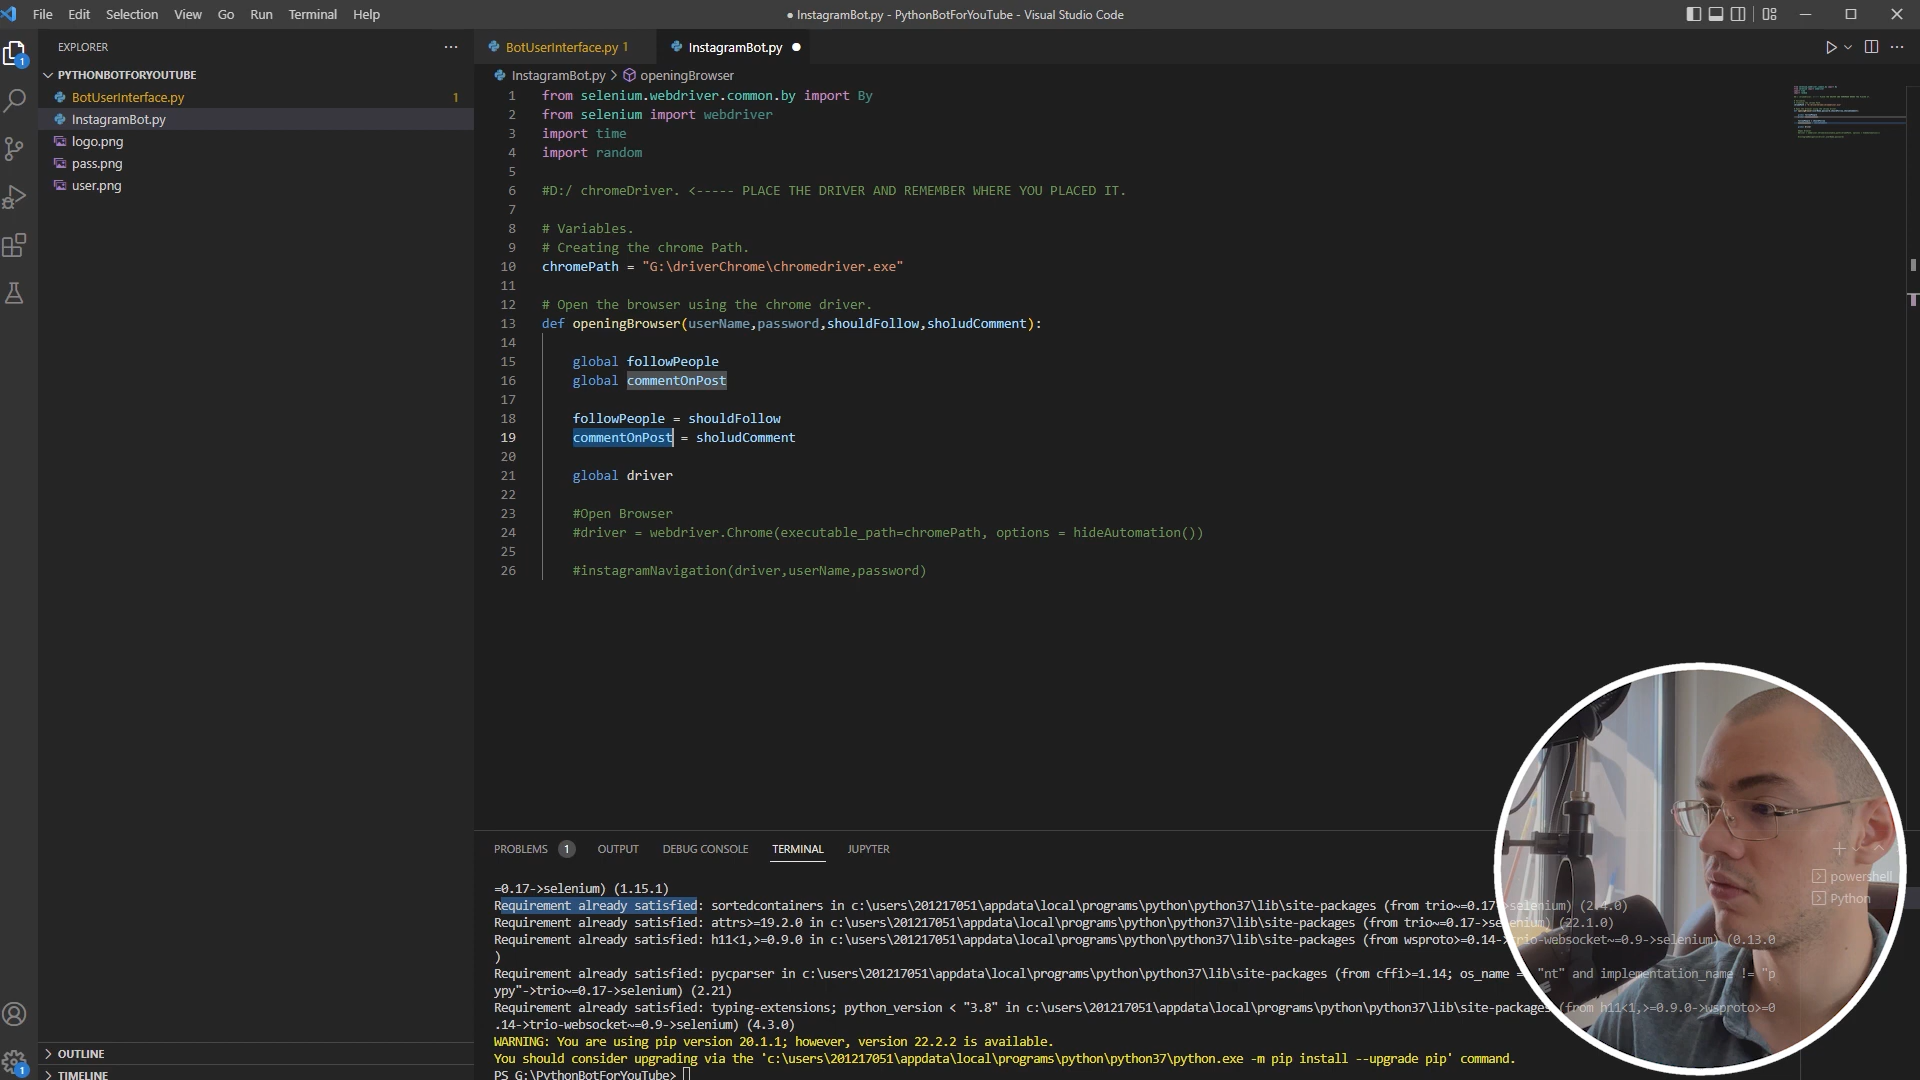 File Edit Selection View Go Run Terminal Help
● InstagramBot.py - PythonBotForYouTube - Visual Studio Code
EXPLORER
PYTHONBOTFORYOUTUBE
BotUserInterface.py 1
InstagramBot.py
logo.png
pass.png
user.png
OUTLINE
TIMELINE
1
1
BotUserInterface.py 1
InstagramBot.py ●
InstagramBot.py > openingBrowser
1 from selenium.webdriver.common.by import By
2 from selenium import webdriver
3 import time
4 import random
5
6 #D:/ chromeDriver. <----- PLACE THE DRIVER AND REMEMBER WHERE YOU PLACED IT.
7
8 # Variables.
9 # Creating the chrome Path.
10 chromePath = "G:\driverChrome\chromedriver.exe"
11
12 # Open the browser using the chrome driver.
13 def openingBrowser(userName,password,shouldFollow,sholudComment):
14
15 global followPeople
16 global commentOnPost
17
18 followPeople = shouldFollow
19 commentOnPost = sholudComment
20
21 global driver
22
23 #Open Browser
24 #driver = webdriver.Chrome(executable_path=chromePath, options = hideAutomation())
25
26 #instagramNavigation(driver,userName,password)
PROBLEMS 1 OUTPUT DEBUG CONSOLE TERMINAL JUPYTER
=0.17->selenium) (1.15.1)
Requirement already satisfied: sortedcontainers in c:\users\201217051\appdata\local\programs\python\python37\lib\site-packages (from trio~=0.17->selenium) (2.4.0)
Requirement already satisfied: attrs>=19.2.0 in c:\users\201217051\appdata\local\programs\python\python37\lib\site-packages (from trio~=0.17->selenium) (22.1.0)
Requirement already satisfied: h11<1,>=0.9.0 in c:\users\201217051\appdata\local\programs\python\python37\lib\site-packages (from wsproto>=0.14->trio-websocket~=0.9->selenium) (0.13.0
)
Requirement already satisfied: pycparser in c:\users\201217051\appdata\local\programs\python\python37\lib\site-packages (from cffi>=1.14; os_name == "nt" and implementation_name != "p
ypy"->trio~=0.17->selenium) (2.21)
Requirement already satisfied: typing-extensions; python_version < "3.8" in c:\users\201217051\appdata\local\programs\python\python37\lib\site-packages (from h11<1,>=0.9.0->wsproto>=0
.14->trio-websocket~=0.9->selenium) (4.3.0)
WARNING: You are using pip version 20.1.1; however, version 22.2.2 is available.
You should consider upgrading via the 'c:\users\201217051\appdata\local\programs\python\python37\python.exe -m pip install --upgrade pip' command.
PS G:\PythonBotForYouTube>
powershell
Python